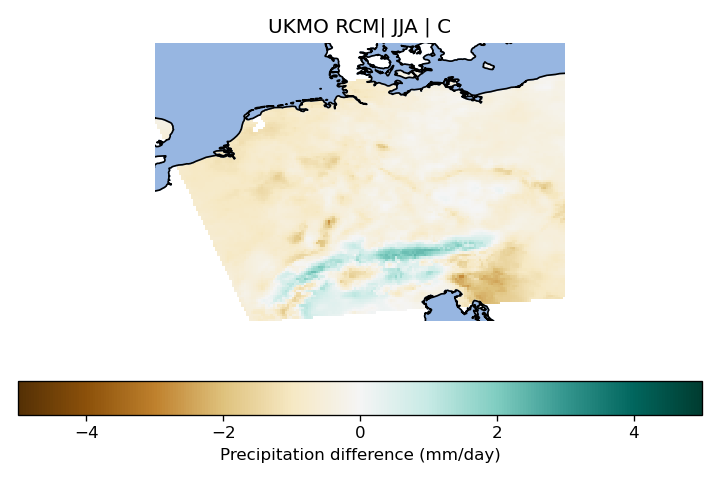 UKMO RCM| JJA | C
−4 −2 0 2 4
Precipitation difference (mm/day)